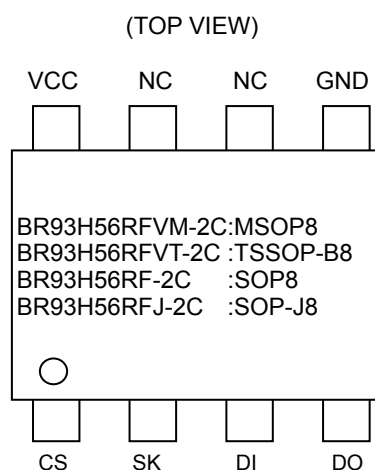 (TOP VIEW)
VCC NC NC GND
BR93H56RFVM-2C:MSOP8
BR93H56RFVT-2C :TSSOP-B8
BR93H56RF-2C :SOP8
BR93H56RFJ-2C :SOP-J8
CS SK DI DO